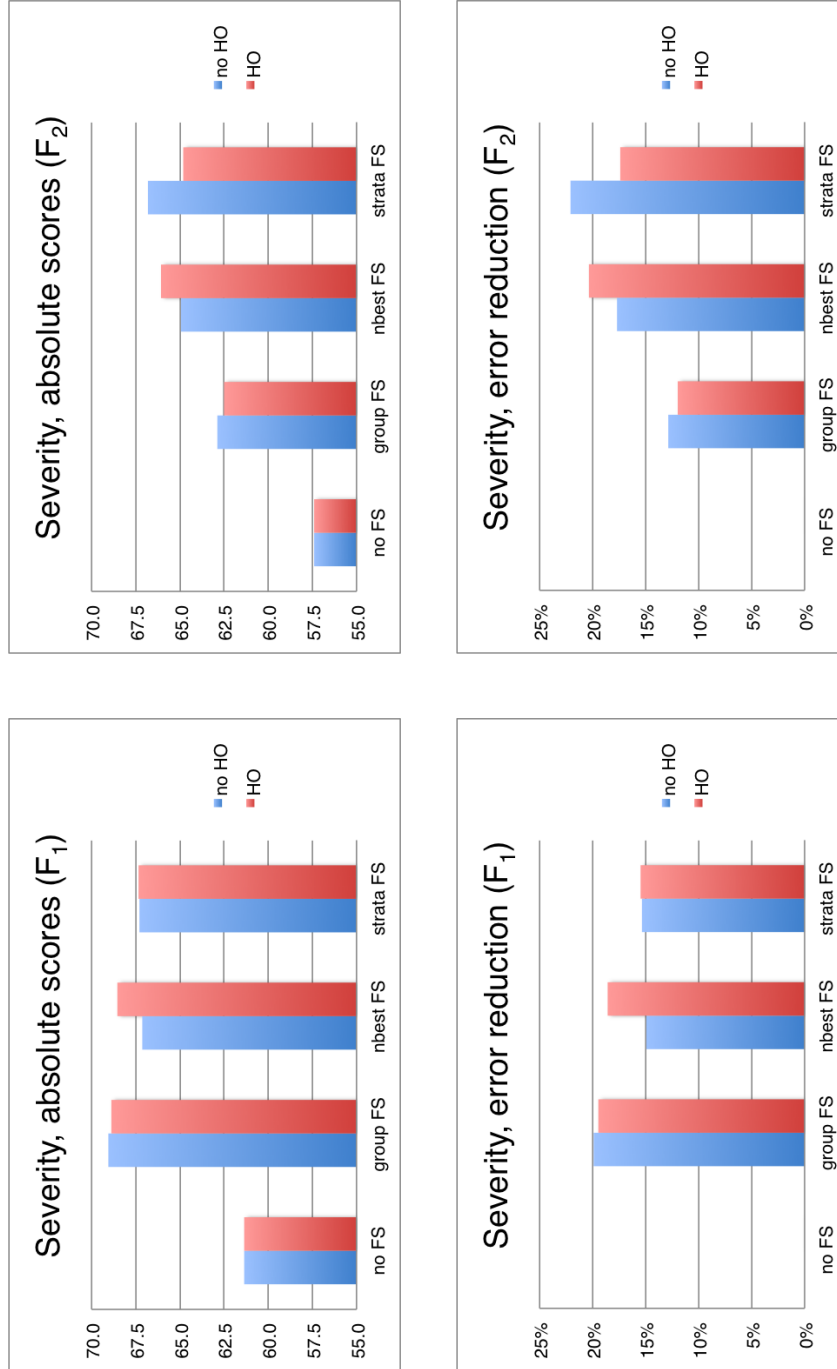 Severity, absolute scores (F1)
70.0
67.5
65.0
62.5
60.0
57.5
55.0
no FS
group FS
nbest FS
strata FS
no HO
HO
Severity, absolute scores (F2)
70.0
67.5
65.0
62.5
60.0
57.5
55.0
no FS
group FS
nbest FS
strata FS
no HO
HO
Severity, error reduction (F1)
25%
20%
15%
10%
5%
0%
no FS
group FS
nbest FS
strata FS
no HO
HO
Severity, error reduction (F2)
25%
20%
15%
10%
5%
0%
no FS
group FS
nbest FS
strata FS
no HO
HO